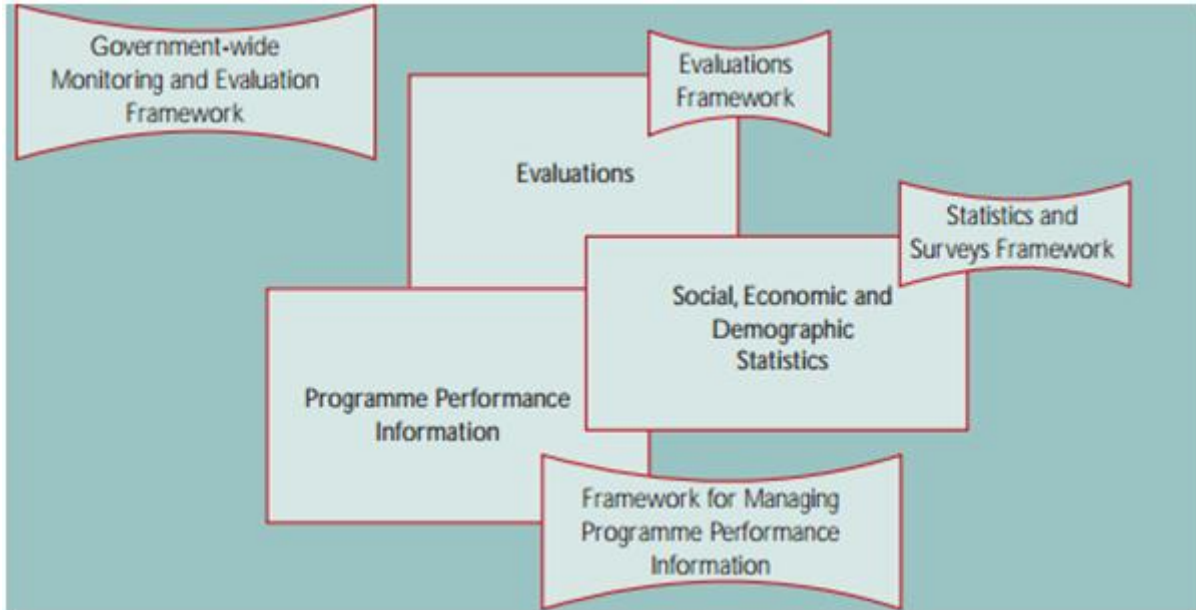 Government-wide
Monitoring and Evaluation
Framework
Evaluations
Framework
Evaluations
Statistics and
Surveys Framework
Social, Economic and
Demographic
Statistics
Programme Performance
Information
Framework for Managing
Programme Performance
Information